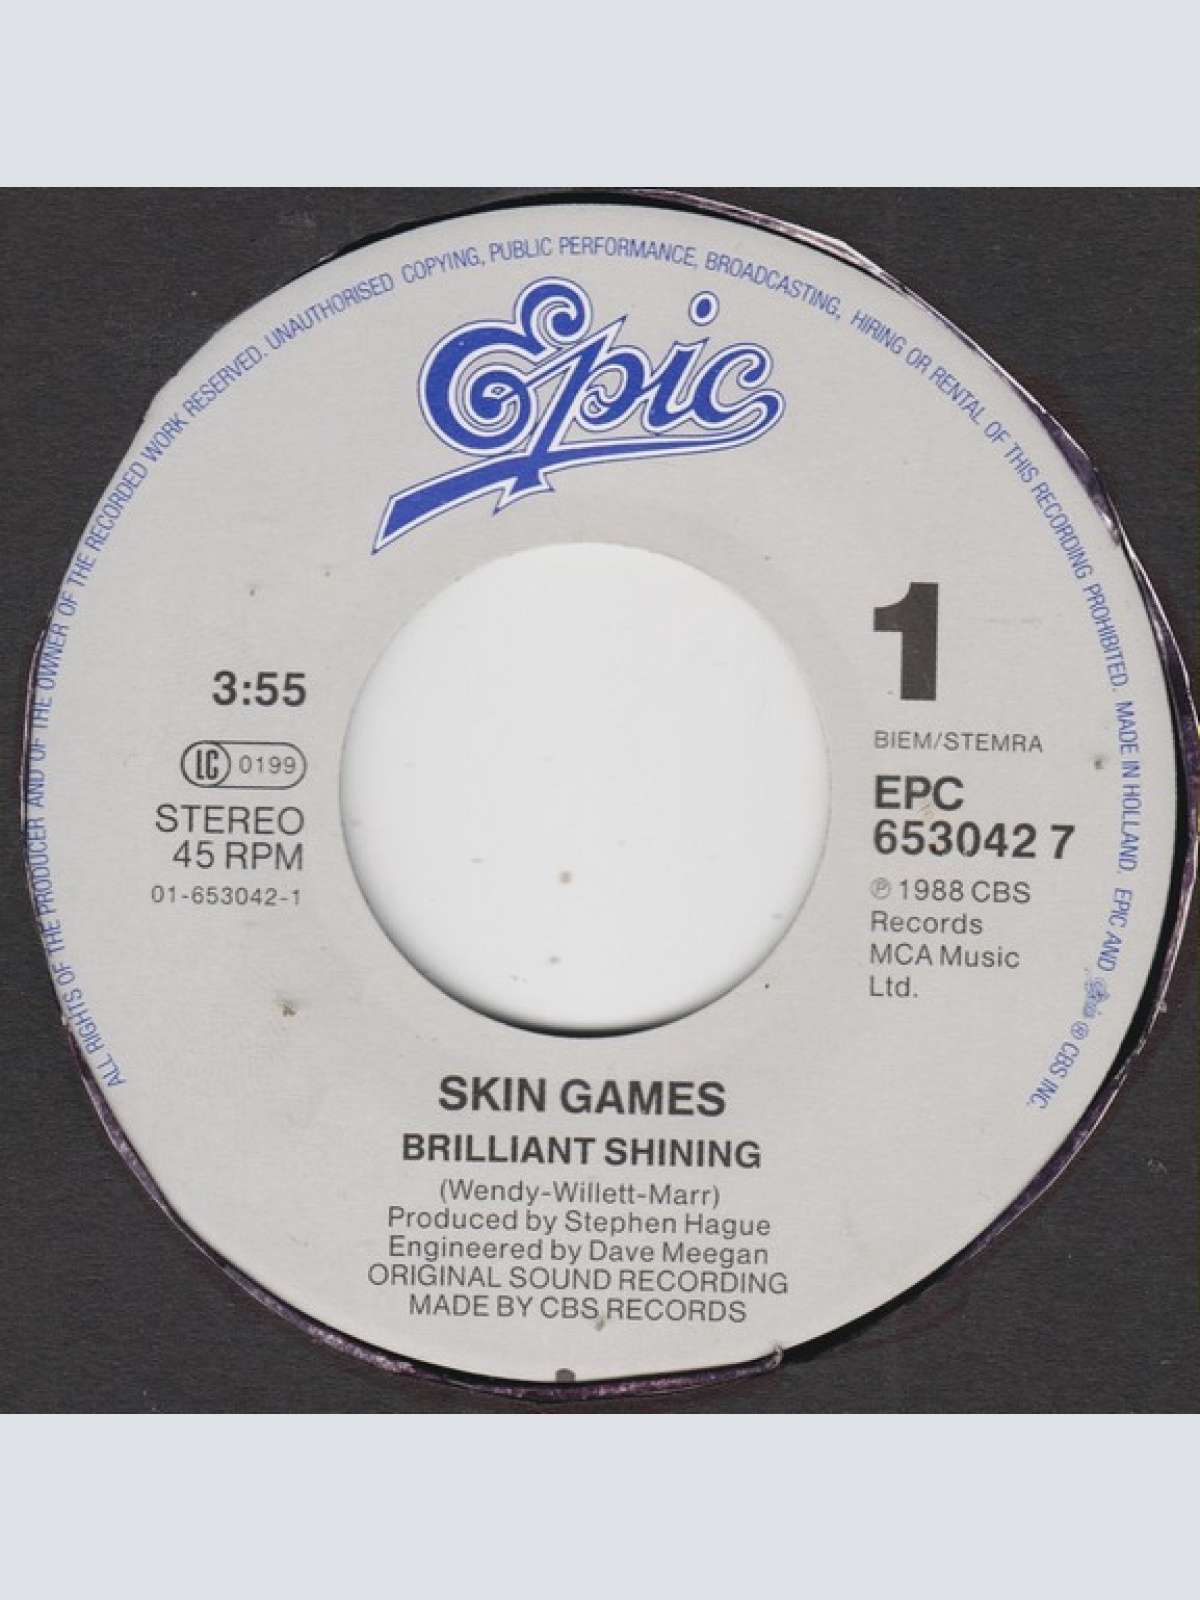 ALL RIGHTS OF THE PRODUCER AND OF THE OWNER OF THE RECORDED WORK RESERVED. UNAUTHORISED COPYING, PUBLIC PERFORMANCE, BROADCASTING, HIRING OR RENTAL OF THIS RECORDING PROHIBITED. MADE IN HOLLAND. EPIC AND Epic ® CBS INC.
Epic
1
3:55
LC 0199
STEREO
45 RPM
01-653042-1
BIEM/STEMRA
EPC
653042 7
℗ 1988 CBS
Records
MCA Music
Ltd.
SKIN GAMES
BRILLIANT SHINING
(Wendy-Willett-Marr)
Produced by Stephen Hague
Engineered by Dave Meegan
ORIGINAL SOUND RECORDING
MADE BY CBS RECORDS